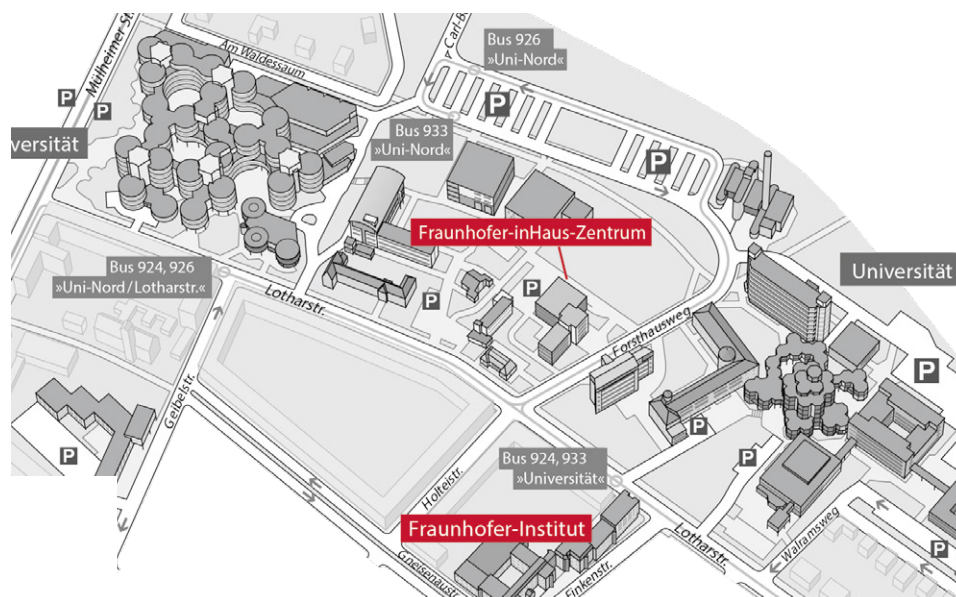 Mülheimer St.
Am Waldessaum
Carl-B
Bus 926
»Uni-Nord«
P
P
P
P
Bus 933
»Uni-Nord«
versität
Fraunhofer-inHaus-Zentrum
Bus 924, 926
»Uni-Nord/Lotharstr.«
Universität
Lotharstr.
P
P
Forsthausweg
P
Geibelstr.
P
P
P
Bus 924, 933
»Universität«
Holteistr.
Fraunhofer-Institut
Lotharstr.
Walramsweg
P
Gneisenaustr
Finkenstr.